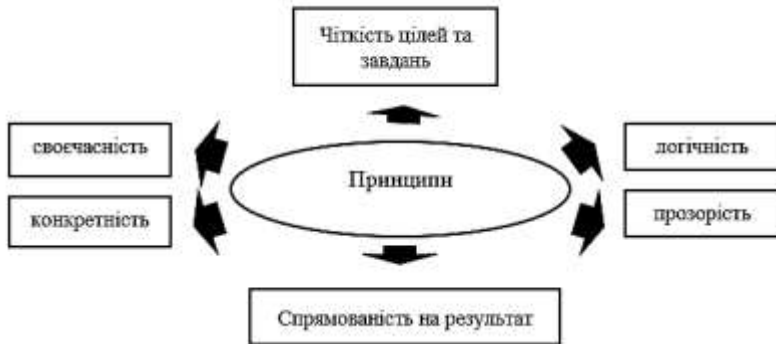 Чіткість цілей та
завдань
своєчасність
логічність
Принципи
конкретність
прозорість
Спрямованість на результат